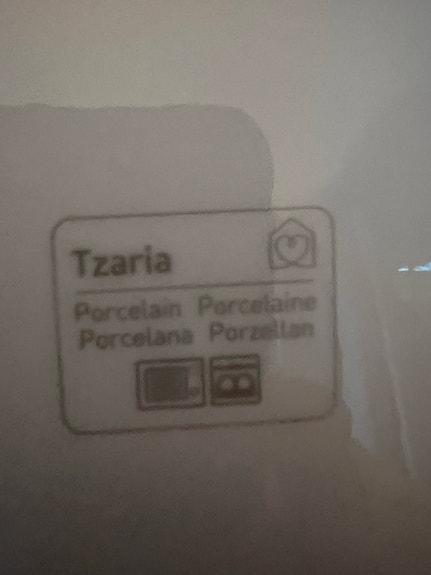 Tzaria
Porcelain Porcelaine
Porcelana Porzellan